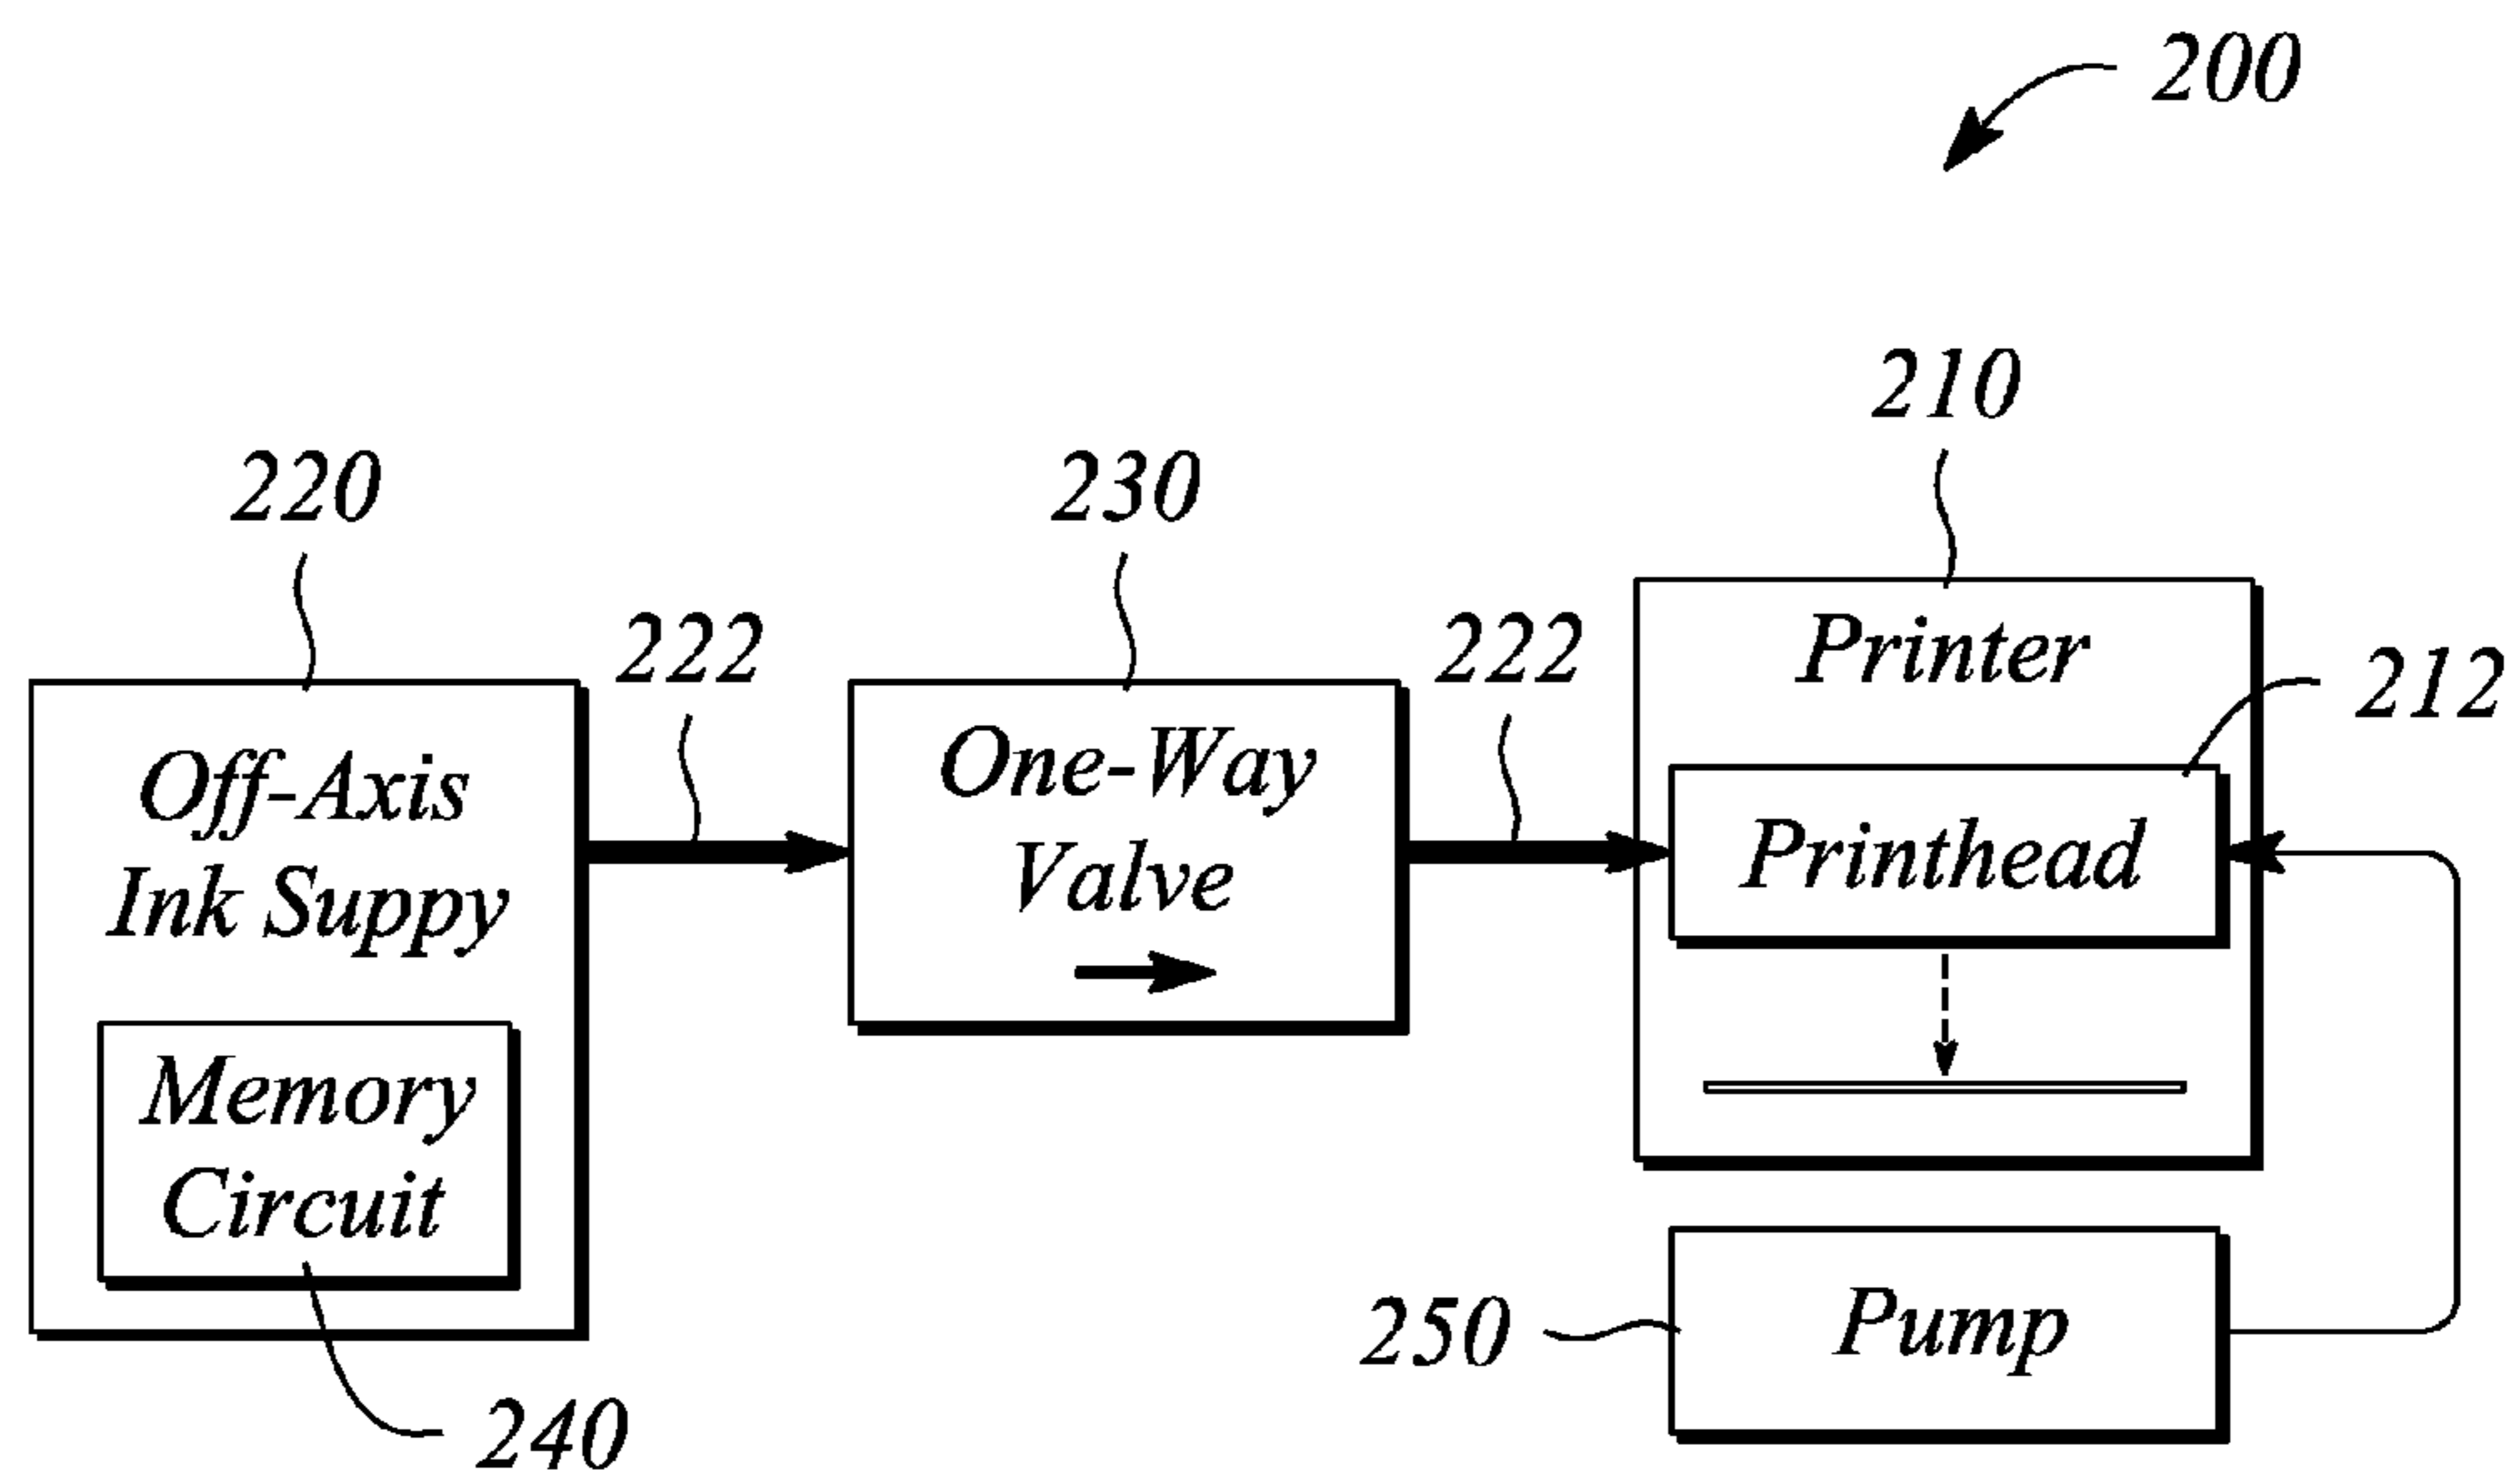 200
210
220
230
222
222
Printer
212
Off-Axis
Ink Suppy
One-Way
Valve
Printhead
Memory
Circuit
250
Pump
240